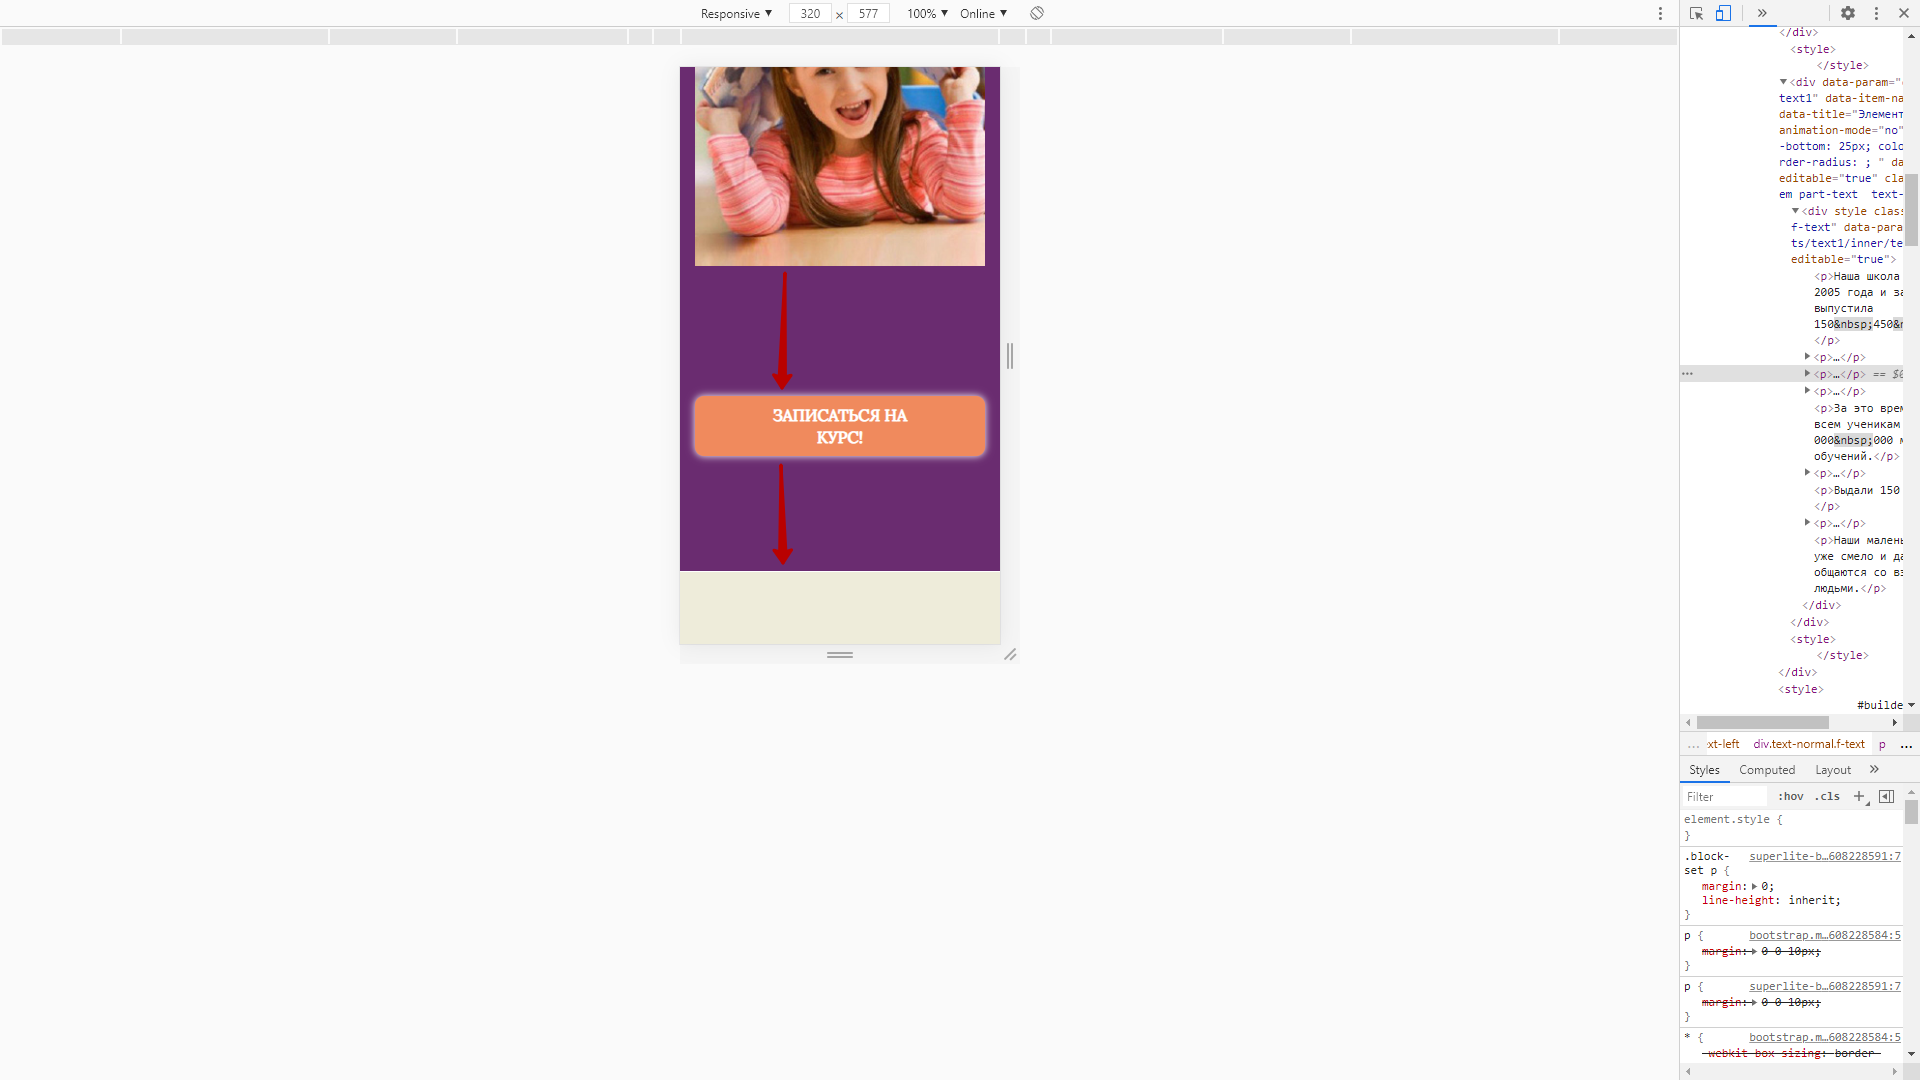 Responsive ▼ 320 × 577 100% ▼ Online ▼
ЗАПИСАТЬСЯ НА
КУРС!
</div>
<style>
</style>
<div data-param="
text1" data-item-na
data-title="Элемент
animation-mode="no"
-bottom: 25px; colo
rder-radius: ; " da
editable="true" cla
em part-text text-
<div style clas
f-text" data-para
ts/text1/inner/te
editable="true">
<p>Наша школа
2005 года и за
выпустила
150&nbsp;450&
</p>
<p>…</p>
<p>…</p> == $0
<p>…</p>
<p>За это врем
всем ученикам
000&nbsp;000 м
обучений.</p>
<p>…</p>
<p>Выдали 150
</p>
<p>…</p>
<p>Наши малень
уже смело и да
общаются со вз
людьми.</p>
</div>
</div>
<style>
</style>
</div>
<style>
#builde
... xt-left div.text-normal.f-text p ...
Styles Computed Layout »
Filter :hov .cls +
element.style {
}
.block- superlite-b…608228591:7
set p {
margin: 0;
line-height: inherit;
}
p { bootstrap.m…608228584:5
margin: 0 0 10px;
}
p { superlite-b…608228591:7
margin: 0 0 10px;
}
* { bootstrap.m…608228584:5
-webkit-box-sizing: border-